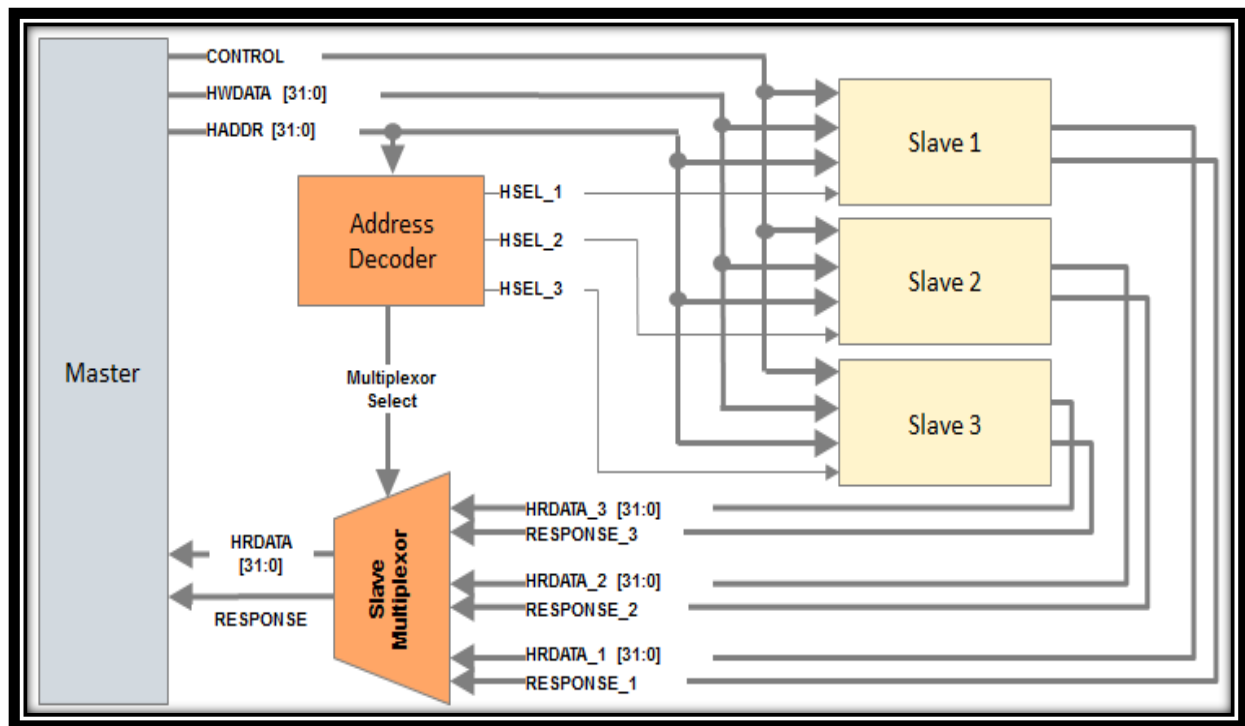 CONTROL
HWDATA [31:0]
HADDR [31:0]
Slave 1
Address
Decoder
HSEL_1
HSEL_2
HSEL_3
Slave 2
Master
Multiplexor
Select
Slave 3
HRDATA_3 [31:0]
RESPONSE_3
HRDATA
[31:0]
Slave
Multiplexor
HRDATA_2 [31:0]
RESPONSE_2
RESPONSE
HRDATA_1 [31:0]
RESPONSE_1